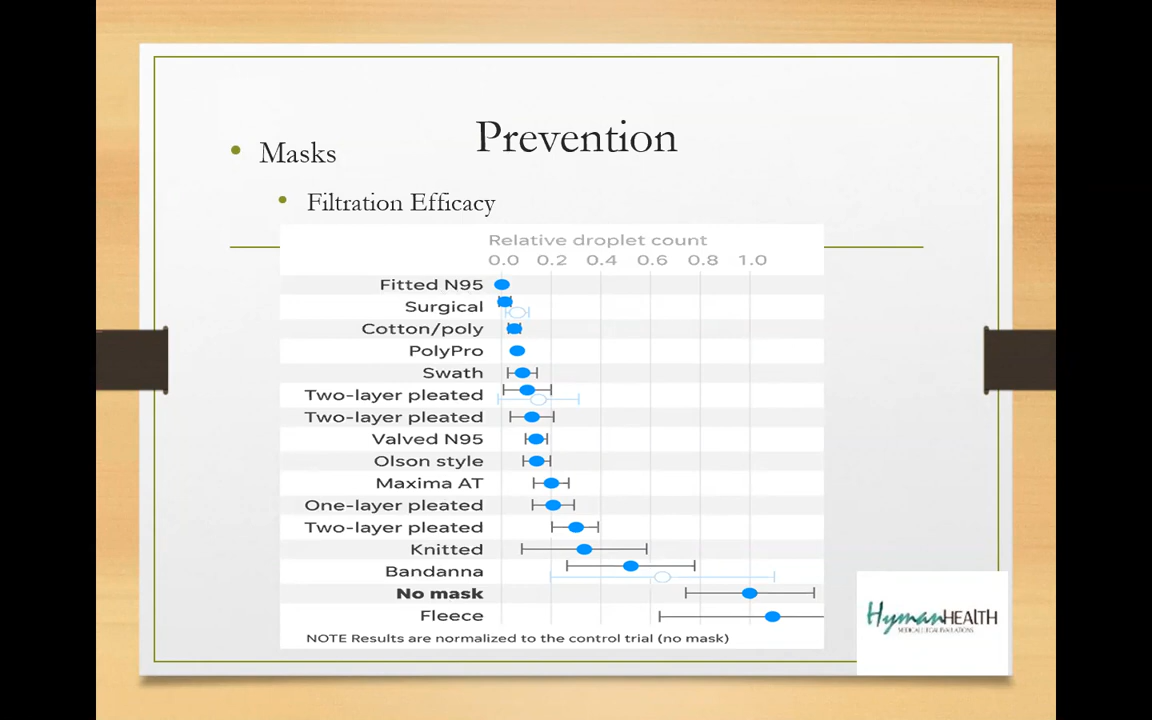 Prevention
Masks
Filtration Efficacy
Relative droplet count
0.0 0.2 0.4 0.6 0.8 1.0
Fitted N95
Surgical
Cotton/poly
PolyPro
Swath
Two-layer pleated
Two-layer pleated
Valved N95
Olson style
Maxima AT
One-layer pleated
Two-layer pleated
Knitted
Bandanna
No mask
Fleece
NOTE Results are normalized to the control trial (no mask)
HymanHEALTH
MEDICAL LEGAL EVALUATIONS